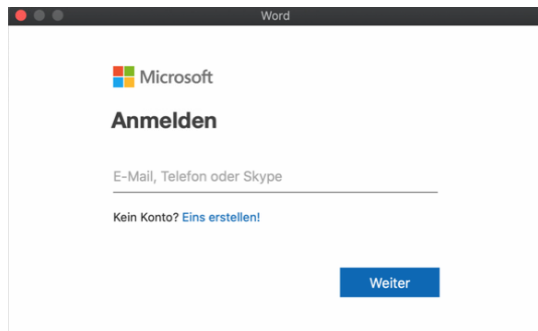 Word
Microsoft
Anmelden
E-Mail, Telefon oder Skype
Kein Konto? Eins erstellen!
Weiter